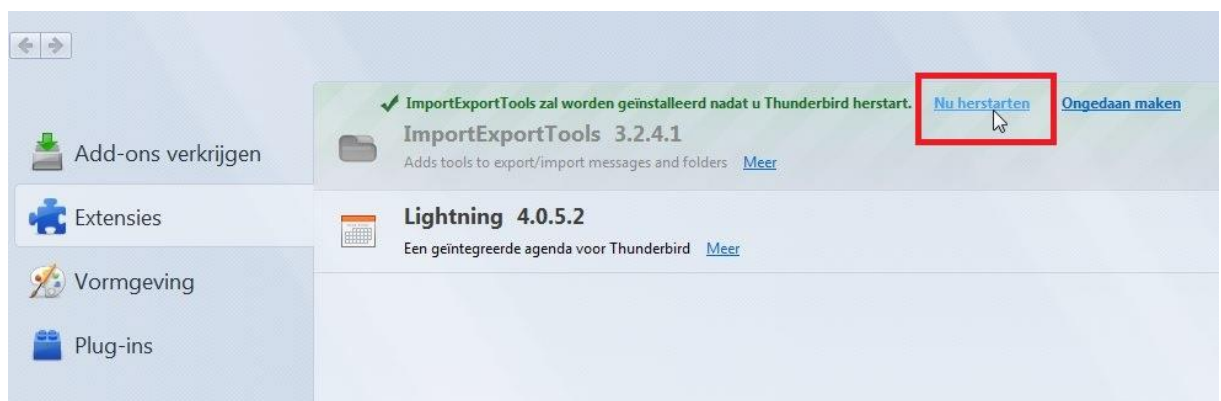 ImportExportTools zal worden geïnstalleerd nadat u Thunderbird herstart. Nu herstarten Ongedaan maken
ImportExportTools 3.2.4.1
Adds tools to export/import messages and folders Meer
Add-ons verkrijgen
Extensies
Vormgeving
Plug-ins
Lightning 4.0.5.2
Een geïntegreerde agenda voor Thunderbird Meer